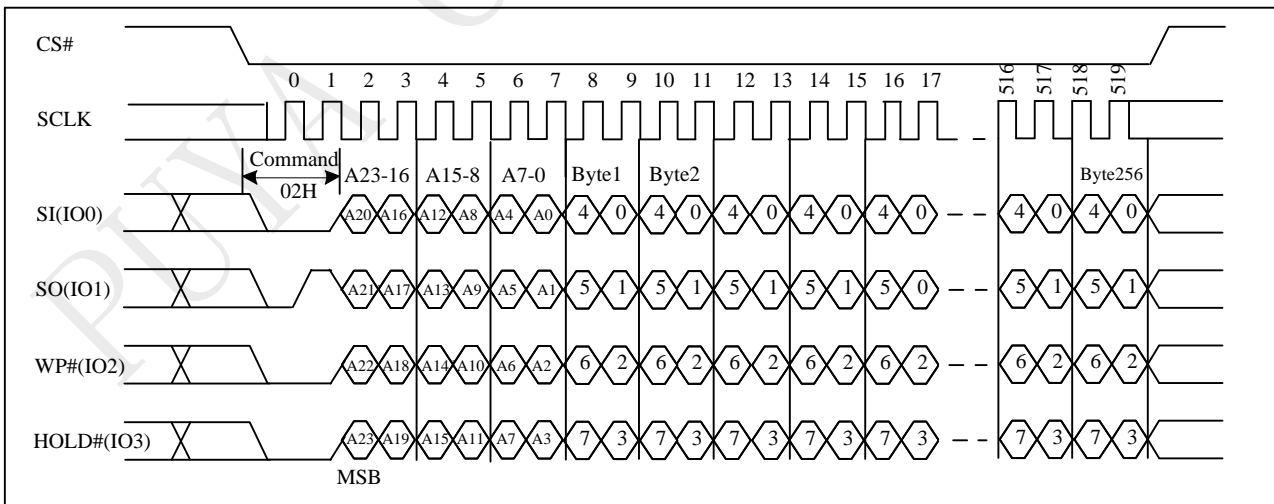 PUYA
CS#
0 1 2 3 4 5 6 7 8 9 10 11 12 13 14 15 16 17 516 517 518 519
SCLK
Command
02H
A23-16 A15-8 A7-0 Byte1 Byte2 Byte256
SI(IO0) A20 A16 A12 A8 A4 A0 4 0 4 0 4 0 4 0 4 0 4 0 4 0
SO(IO1) A21 A17 A13 A9 A5 A1 5 1 5 1 5 1 5 1 5 0 5 1 5 1
WP#(IO2) A22 A18 A14 A10 A6 A2 6 2 6 2 6 2 6 2 6 2 6 2 6 2
HOLD#(IO3) A23 A19 A15 A11 A7 A3 7 3 7 3 7 3 7 3 7 3 7 3 7 3
MSB